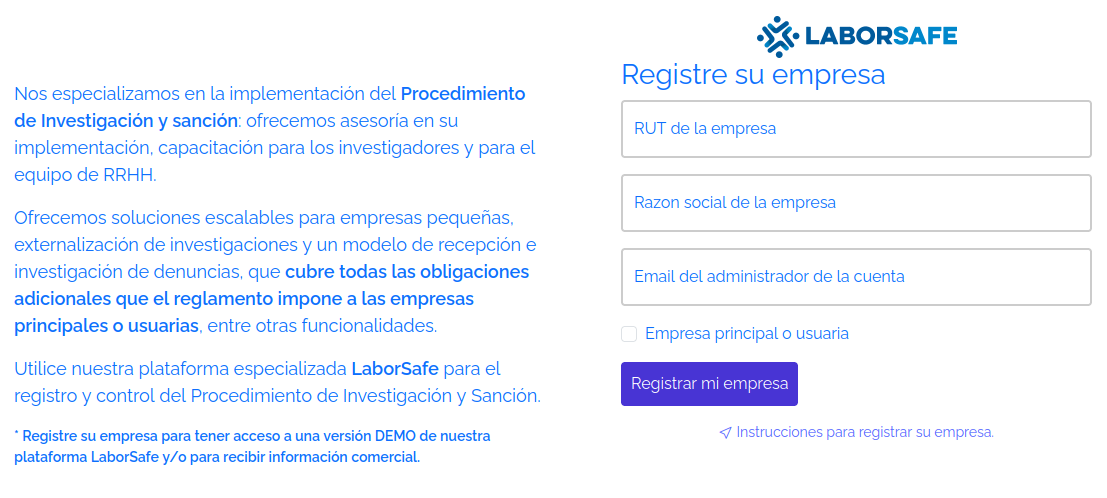 Nos especializamos en la implementación del Procedimiento
de Investigación y sanción: ofrecemos asesoría en su
implementación, capacitación para los investigadores y para el
equipo de RRHH.
Ofrecemos soluciones escalables para empresas pequeñas,
externalización de investigaciones y un modelo de recepción e
investigación de denuncias, que cubre todas las obligaciones
adicionales que el reglamento impone a las empresas
principales o usuarias, entre otras funcionalidades.
Utilice nuestra plataforma especializada LaborSafe para el
registro y control del Procedimiento de Investigación y Sanción.
* Registre su empresa para tener acceso a una versión DEMO de nuestra
plataforma LaborSafe y/o para recibir información comercial.
LABORSAFE
Registre su empresa
RUT de la empresa
Razon social de la empresa
Email del administrador de la cuenta
Empresa principal o usuaria
Registrar mi empresa
Instrucciones para registrar su empresa.